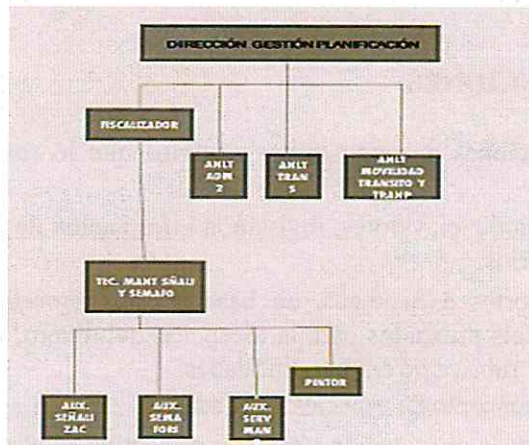 DIRECCIÓN GESTIÓN PLANIFICACIÓN
FISCALIZADOR
ANLT
ADM
2
ANLT
TRAN
S
ANLT
MOVILIDAD
TRANSITO Y
TRANP
TEC. MANT SÑALI
Y SEMAFO
PINTOR
AUX.
SEÑALI
ZAC
AUX.
SEMA
FORI
AUX.
SERV
MAN